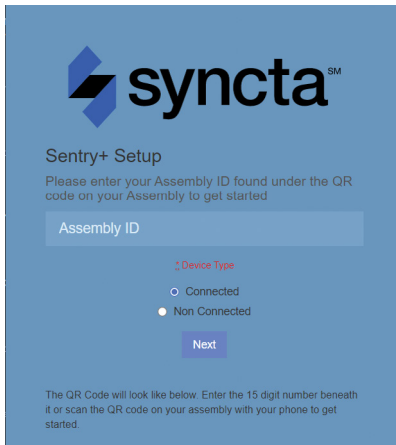 syncta℠
Sentry+ Setup
Please enter your Assembly ID found under the QR
code on your Assembly to get started
Assembly ID
* Device Type
Connected
Non Connected
Next
The QR Code will look like below. Enter the 15 digit number beneath
it or scan the QR code on your assembly with your phone to get
started.